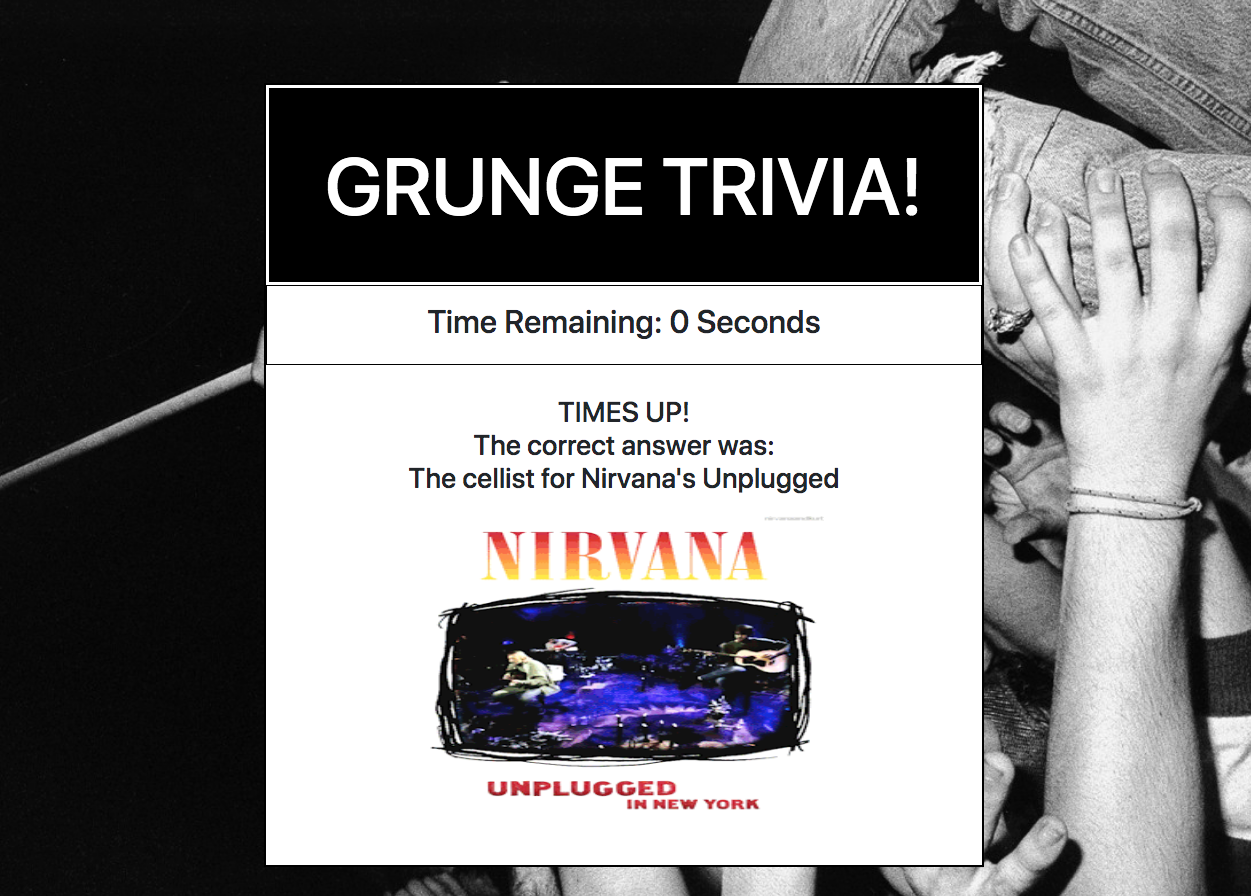 GRUNGE TRIVIA!
Time Remaining: 0 Seconds
TIMES UP!
The correct answer was:
The cellist for Nirvana's Unplugged
NIRVANA
UNPLUGGED
IN NEW YORK